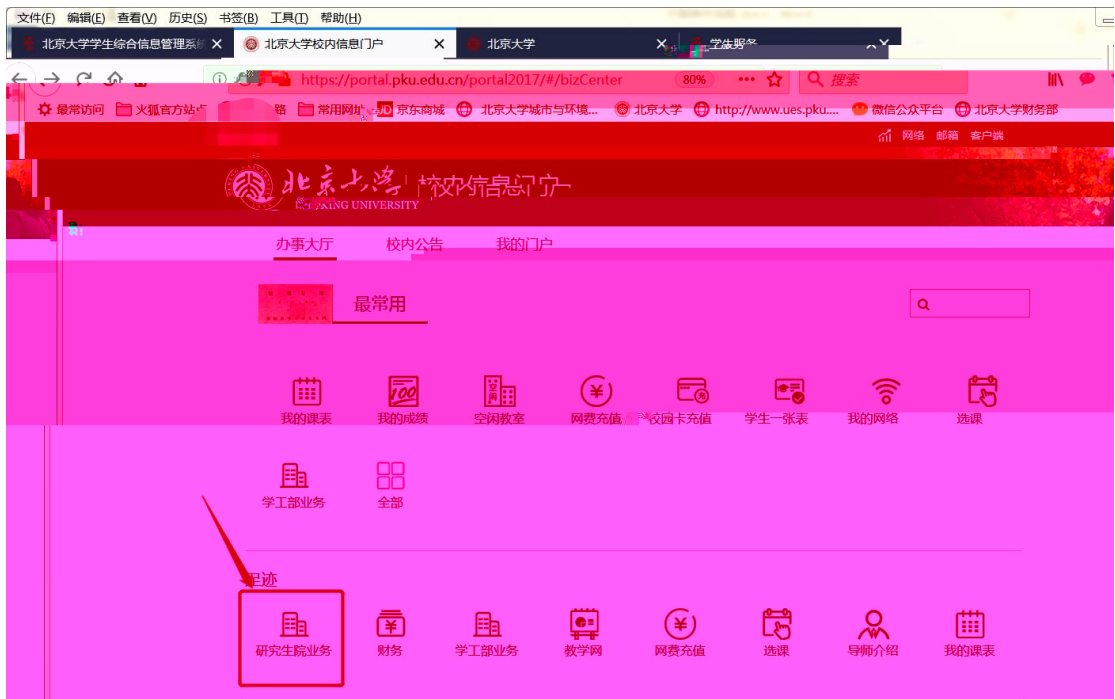 文件(F) 编辑(E) 查看(V) 历史(S) 书签(B) 工具(T) 帮助(H)
北京大学学生综合信息管理系统 × 北京大学校内信息门户 × 北京大学 ×
https://portal.pku.edu.cn/portal2017/#/bizCenter 80% 搜索
最常访问 火狐官方站点 常用网址 JD 京东商城 北京大学城市与环境... 北京大学 http://www.ues.pku.... 微信公众平台 北京大学财务部
网络 邮箱 客户端
北京大学 校内信息门户
UNIVERSITY
办事大厅 校内公告 我的门户
最常用
我的课表 我的成绩 空闲教室 网费充值 校园卡充值 学生一张表 我的网络 选课
学工部业务 全部
足迹
研究生院业务 财务 学工部业务 教学网 网费充值 选课 导师介绍 我的课表